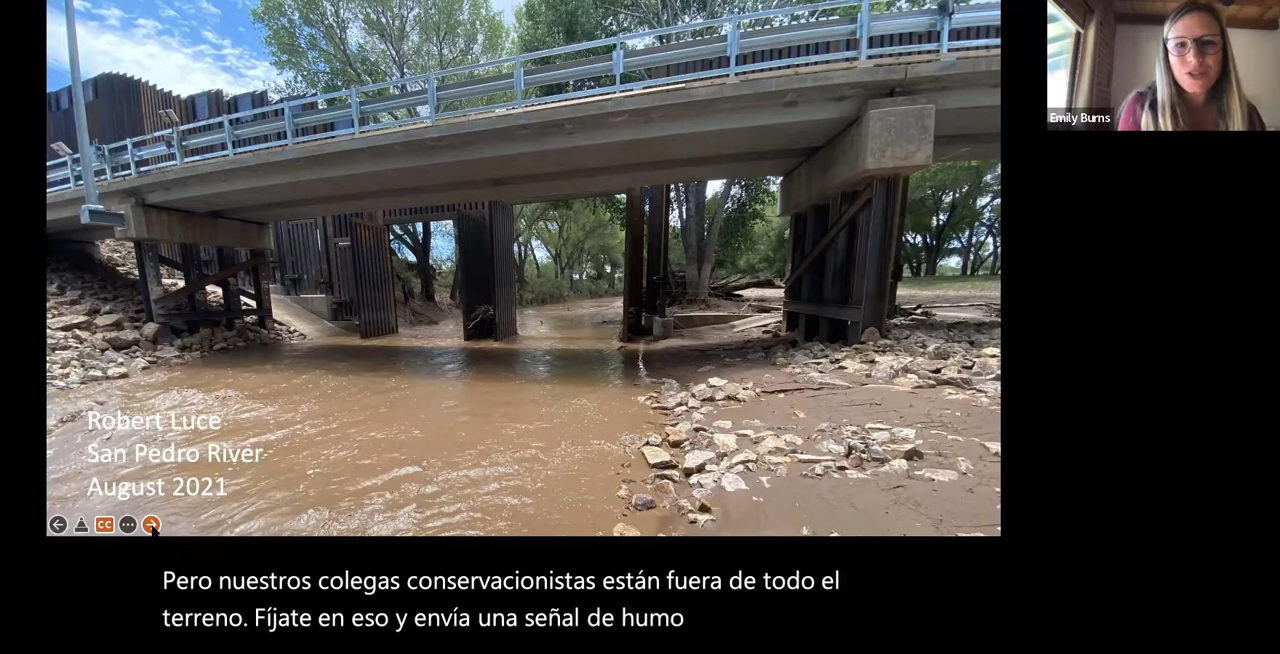 Emily Burns
Robert Luce
San Pedro River
August 2021
CC
Pero nuestros colegas conservacionistas están fuera de todo el
terreno. Fíjate en eso y envía una señal de humo